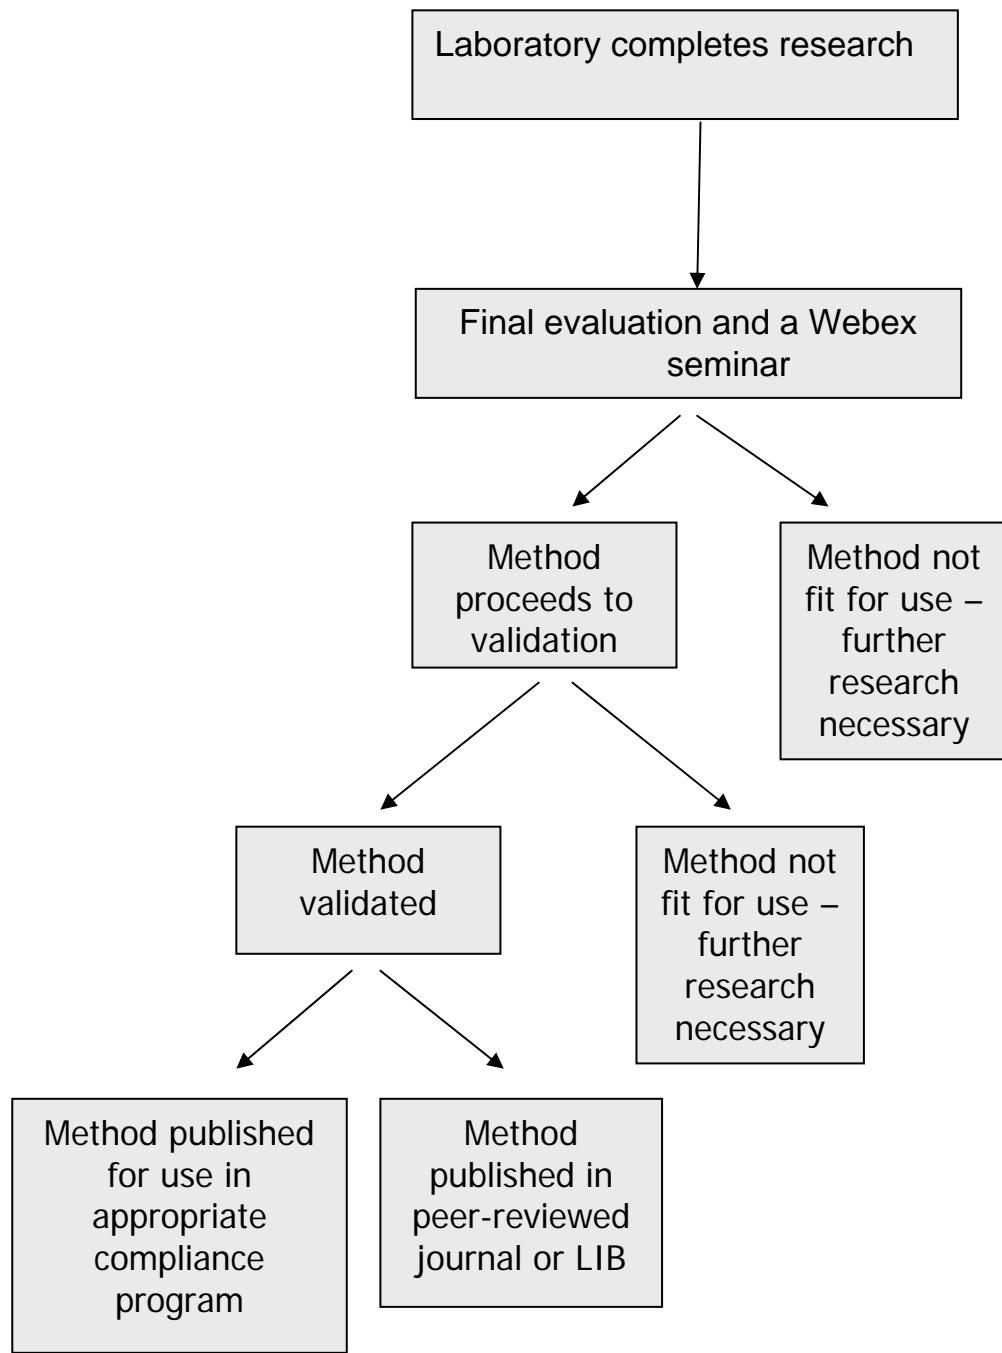 Laboratory completes research
Final evaluation and a Webex
seminar
Method
proceeds to
validation
Method not
fit for use –
further
research
necessary
Method
validated
Method not
fit for use –
further
research
necessary
Method published
for use in
appropriate
compliance
program
Method
published in
peer-reviewed
journal or LIB